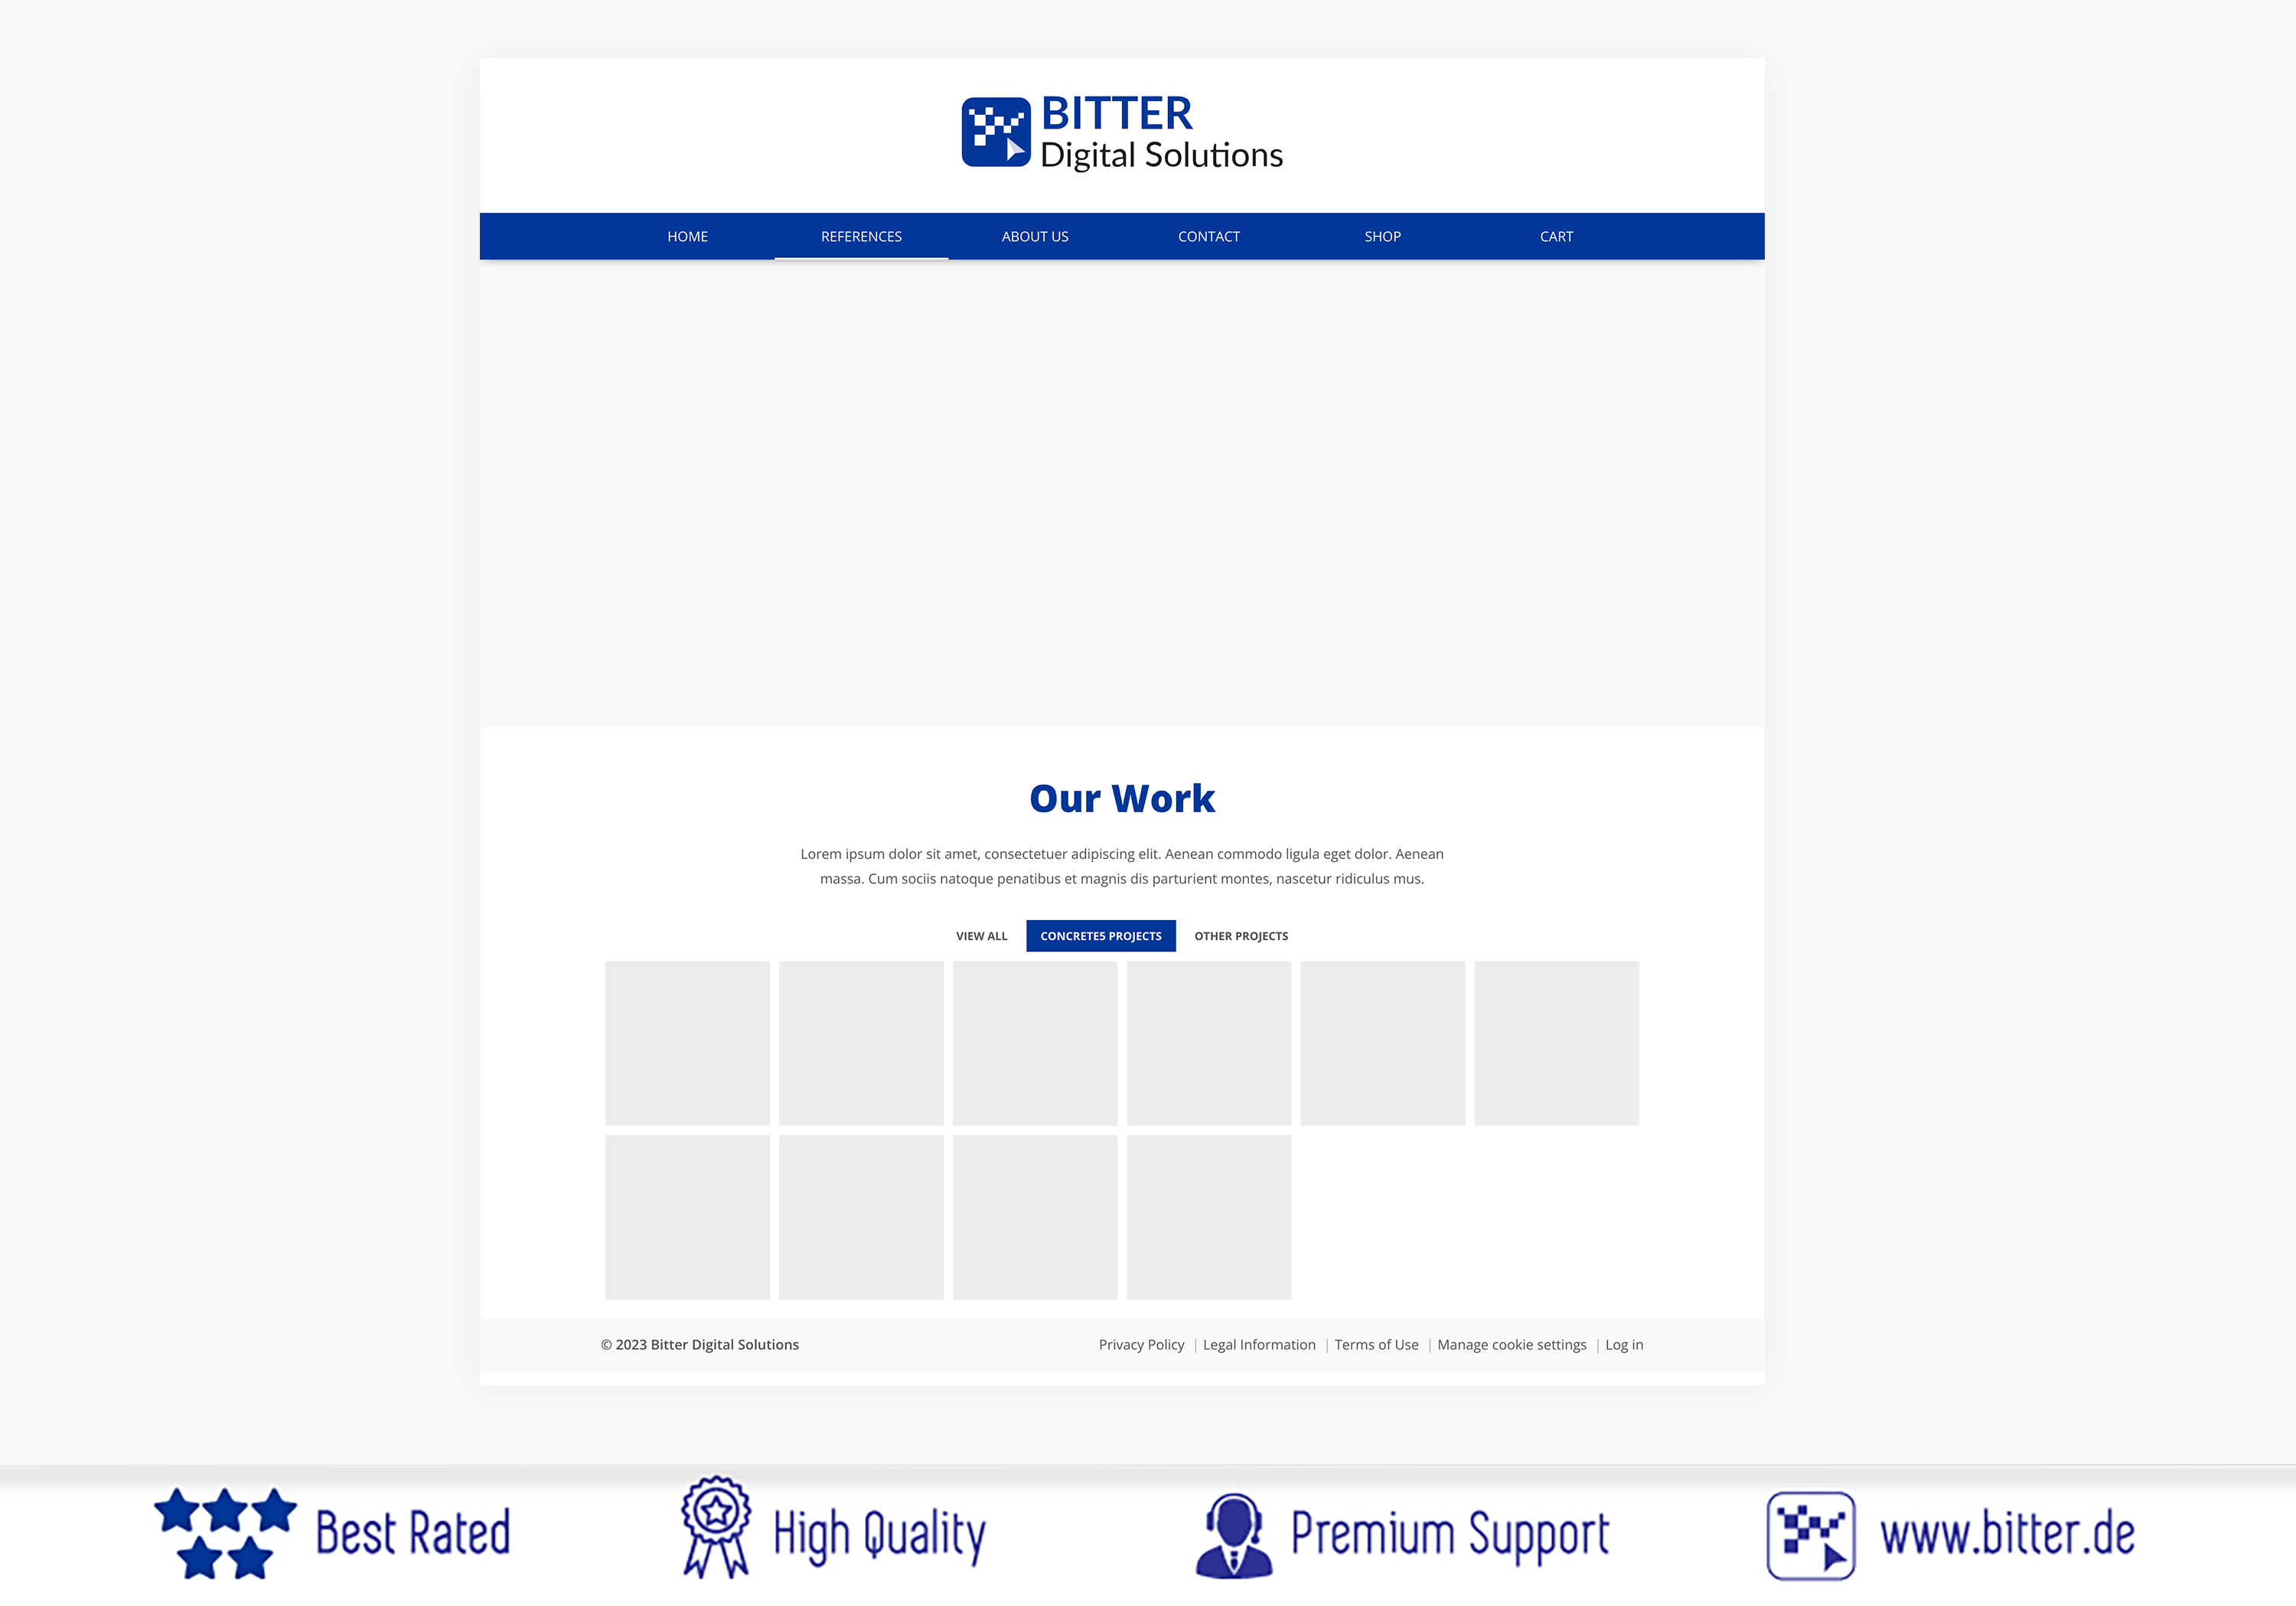 BITTER
Digital Solutions
HOME REFERENCES ABOUT US CONTACT SHOP CART
Our Work
Lorem ipsum dolor sit amet, consectetuer adipiscing elit. Aenean commodo ligula eget dolor. Aenean
massa. Cum sociis natoque penatibus et magnis dis parturient montes, nascetur ridiculus mus.
VIEW ALL CONCRETE5 PROJECTS OTHER PROJECTS
© 2023 Bitter Digital Solutions Privacy Policy | Legal Information | Terms of Use | Manage cookie settings | Log in
Best Rated High Quality Premium Support www.bitter.de